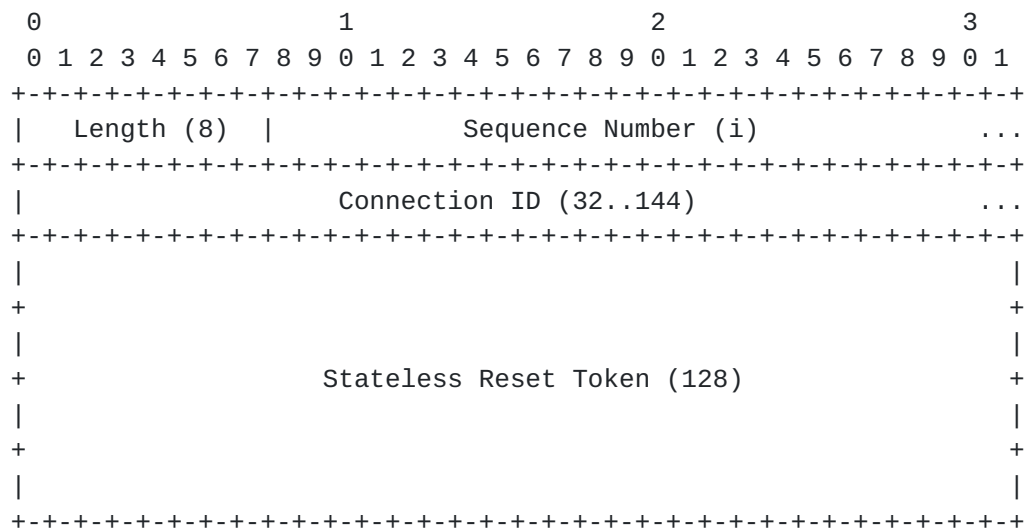 0                   1                   2                   3
 0 1 2 3 4 5 6 7 8 9 0 1 2 3 4 5 6 7 8 9 0 1 2 3 4 5 6 7 8 9 0 1
+-+-+-+-+-+-+-+-+-+-+-+-+-+-+-+-+-+-+-+-+-+-+-+-+-+-+-+-+-+-+-+-+
|   Length (8)  |            Sequence Number (i)              ...
+-+-+-+-+-+-+-+-+-+-+-+-+-+-+-+-+-+-+-+-+-+-+-+-+-+-+-+-+-+-+-+-+
|                    Connection ID (32..144)                  ...
+-+-+-+-+-+-+-+-+-+-+-+-+-+-+-+-+-+-+-+-+-+-+-+-+-+-+-+-+-+-+-+-+
|                                                               |
+                                                               +
|                                                               |
+                   Stateless Reset Token (128)                 +
|                                                               |
+                                                               +
|                                                               |
+-+-+-+-+-+-+-+-+-+-+-+-+-+-+-+-+-+-+-+-+-+-+-+-+-+-+-+-+-+-+-+-+